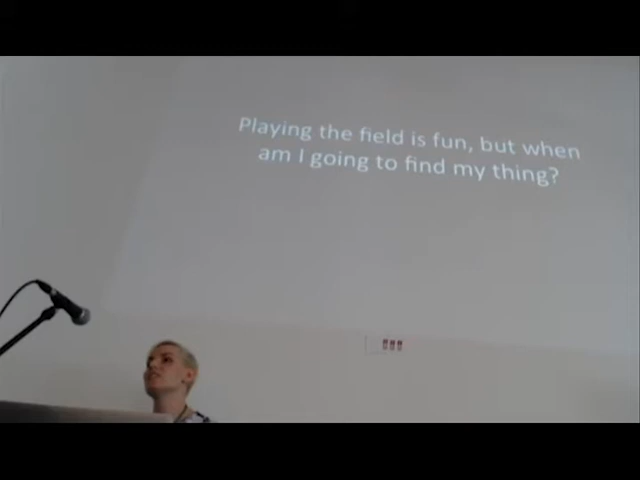 Playing the field is fun, but when
am I going to find my thing?